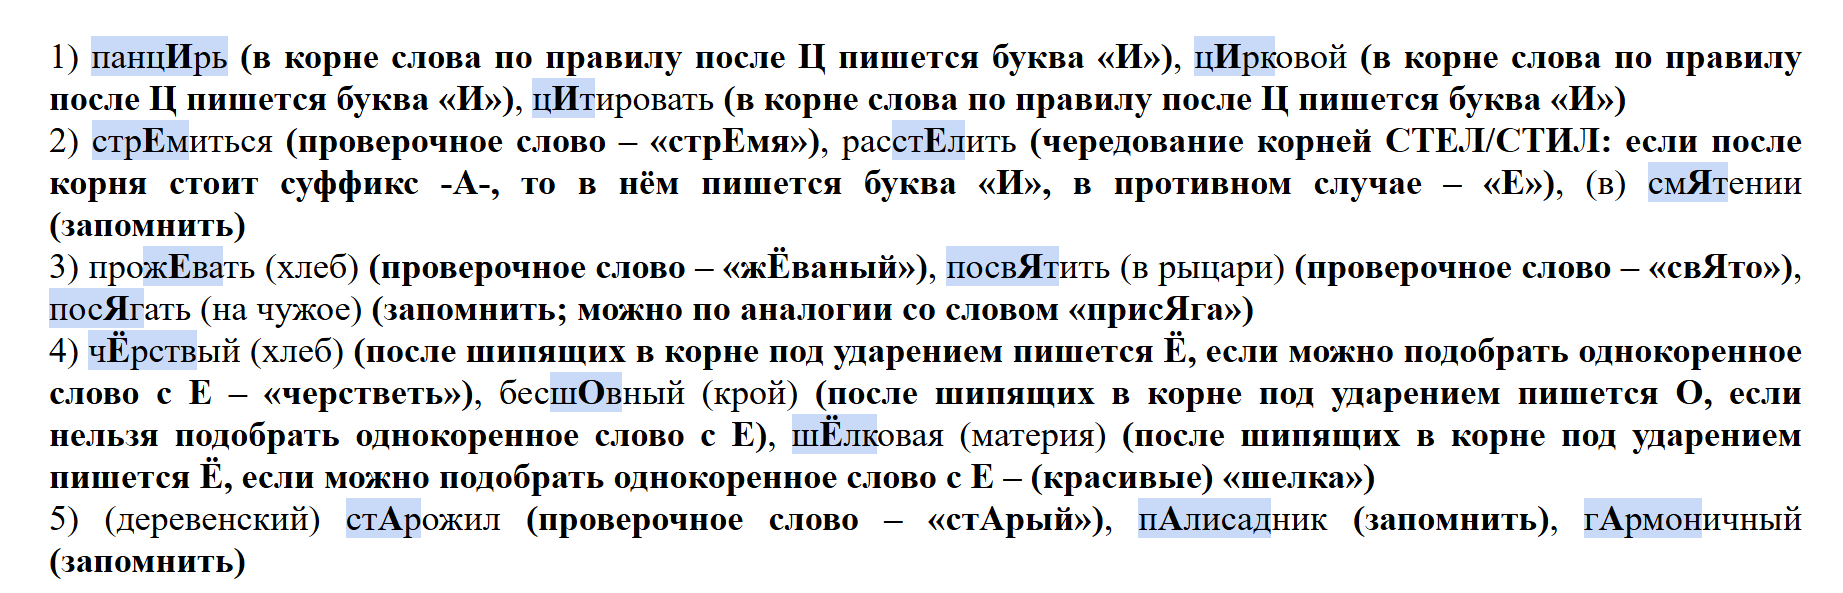 1) панцИрь (в корне слова по правилу после Ц пишется буква «И»), цИрковой (в корне слова по правилу
после Ц пишется буква «И»), цИтировать (в корне слова по правилу после Ц пишется буква «И»)
2) стрЕмиться (проверочное слово – «стрЕмя»), расстЕлить (чередование корней СТЕЛ/СТИЛ: если после
корня стоит суффикс -А-, то в нём пишется буква «И», в противном случае – «Е»), (в) смЯтении
(запомнить)
3) прожЕвать (хлеб) (проверочное слово – «жЁваный»), посвЯтить (в рыцари) (проверочное слово – «свЯто»),
посЯгать (на чужое) (запомнить; можно по аналогии со словом «присЯга»)
4) чЁрствый (хлеб) (после шипящих в корне под ударением пишется Ё, если можно подобрать однокоренное
слово с Е – «черстветь»), бесшОвный (крой) (после шипящих в корне под ударением пишется О, если
нельзя подобрать однокоренное слово с Е), шЁлковая (материя) (после шипящих в корне под ударением
пишется Ё, если можно подобрать однокоренное слово с Е – (красивые) «шелка»)
5) (деревенский) стАрожил (проверочное слово – «стАрый»), пАлисадник (запомнить), гАрмоничный
(запомнить)